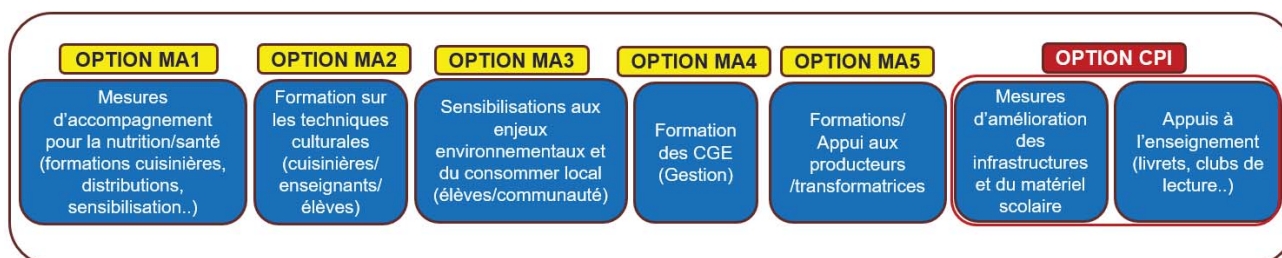 OPTION MA1
Mesures
d'accompagnement
pour la nutrition/santé
(formations cuisinières,
distributions,
sensibilisation..)
OPTION MA2
Formation sur
les techniques
culturales
(cuisinières/
enseignants/
élèves)
OPTION MA3
Sensibilisations aux
enjeux
environnementaux et
du consommer local
(élèves/communauté)
OPTION MA4
Formation
des CGE
(Gestion)
OPTION MA5
Formations/
Appui aux
producteurs
/transformatrices
OPTION CPI
Mesures
d'amélioration
des
infrastructures
et du matériel
scolaire
Appuis à
l'enseignement
(livrets, clubs de
lecture..)